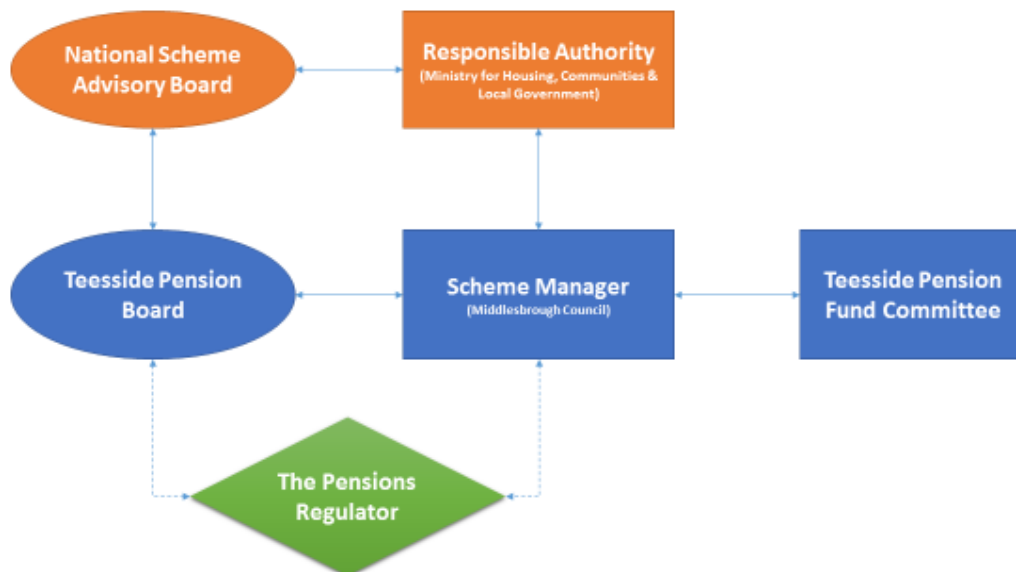 National Scheme
Advisory Board
Responsible Authority
(Ministry for Housing, Communities &
Local Government)
Teesside Pension
Board
Scheme Manager
(Middlesbrough Council)
Teesside Pension
Fund Committee
The Pensions
Regulator